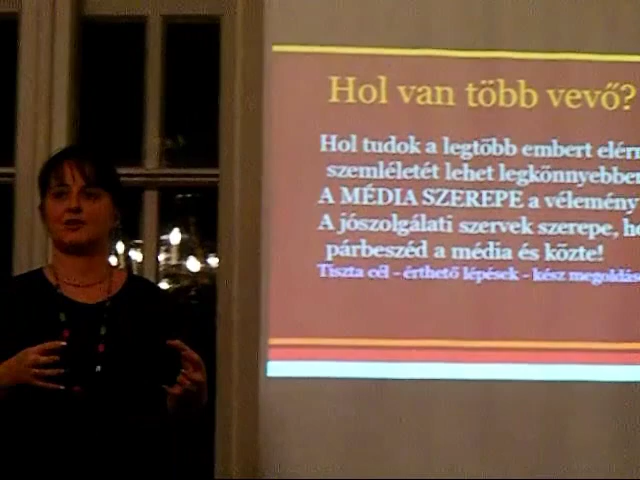 Hol van több vevő?
Hol tudok a legtöbb embert
szemléletét lehet legkönnyebben
A MÉDIA SZEREPE a vélemény
A jószolgálati szervek szerepe,
párbeszéd a média és közte!
Tiszta cél - érthető lépések - kész